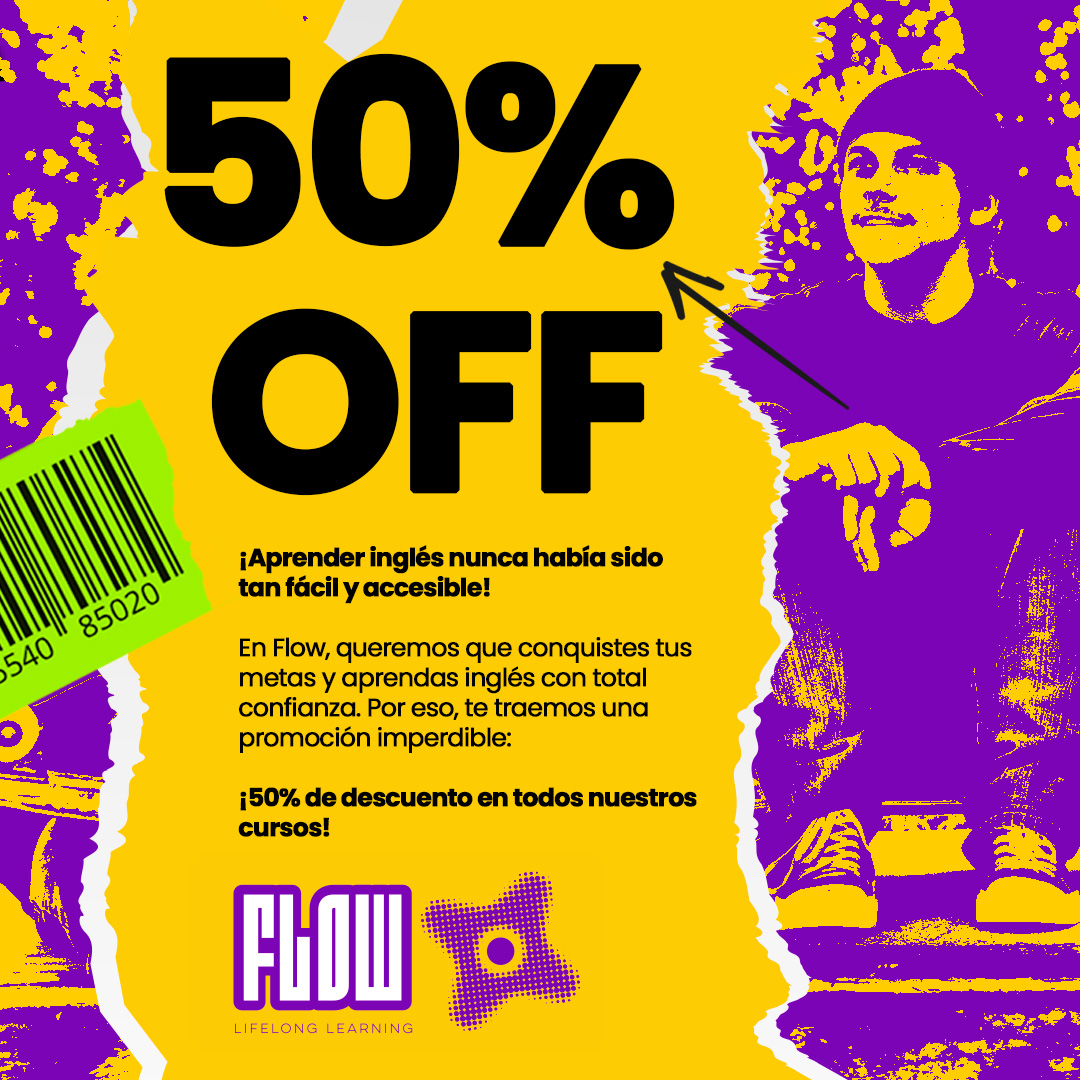 50%
OFF
¡Aprender inglés nunca había sido
tan fácil y accesible!
En Flow, queremos que conquistes tus
metas y aprendas inglés con total
confianza. Por eso, te traemos una
promoción imperdible:
¡50% de descuento en todos nuestros
cursos!
5540 85020
FLOW
LIFELONG LEARNING